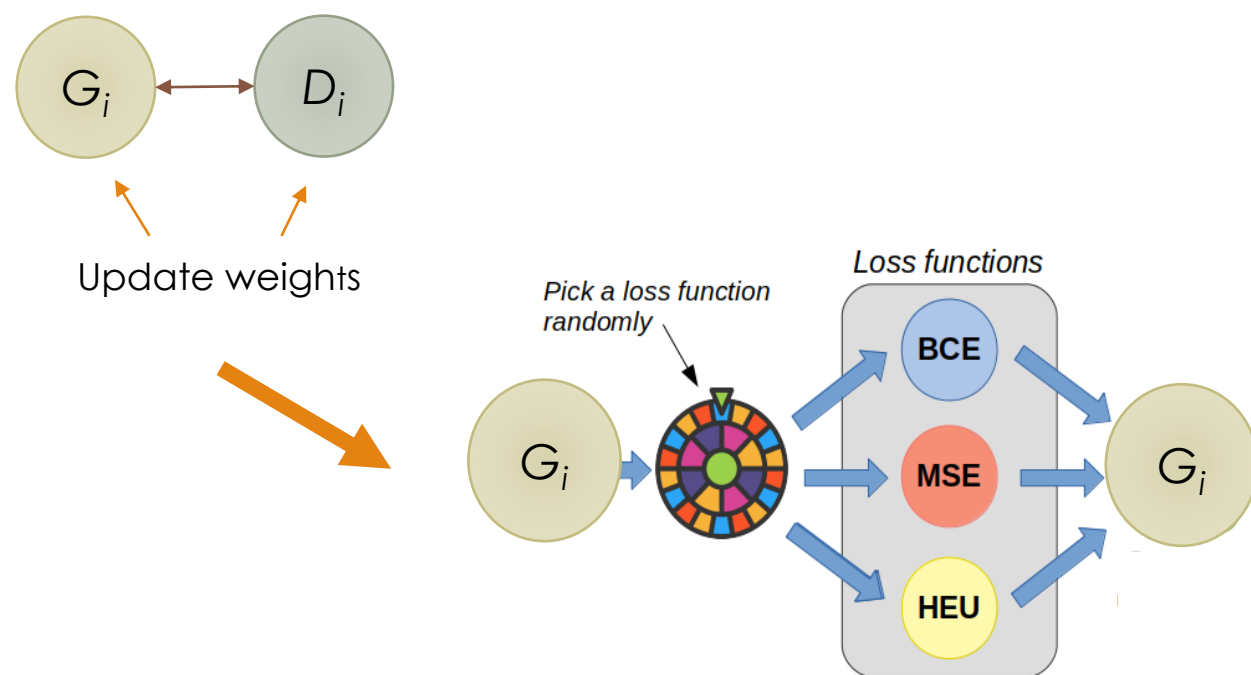 Gi
Di
Update weights
Loss functions
Pick a loss function
randomly
BCE
Gi
MSE
Gi
HEU